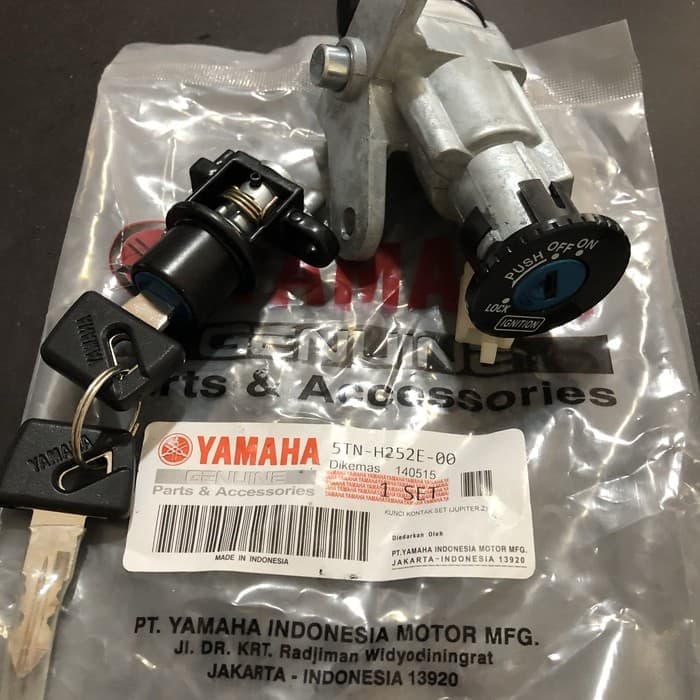 LOCK PUSH OFF ON
IGNITION
YAMAHA
YAMAHA
YAMAHA
GENUINE
Parts & Accessories
YAMAHA 5TN-H252E-00
GENUINE Dikemas 140515
Parts & Accessories 1 SET
KUNCI KONTAK SET (JUPITER.Z)
Diedarkan Oleh
PT.YAMAHA INDONESIA MOTOR MFG.
JAKARTA-INDONESIA 13920
MADE IN INDONESIA
PT. YAMAHA INDONESIA MOTOR MFG.
Jl. DR. KRT. Radjiman Widyodiningrat
JAKARTA - INDONESIA 13920